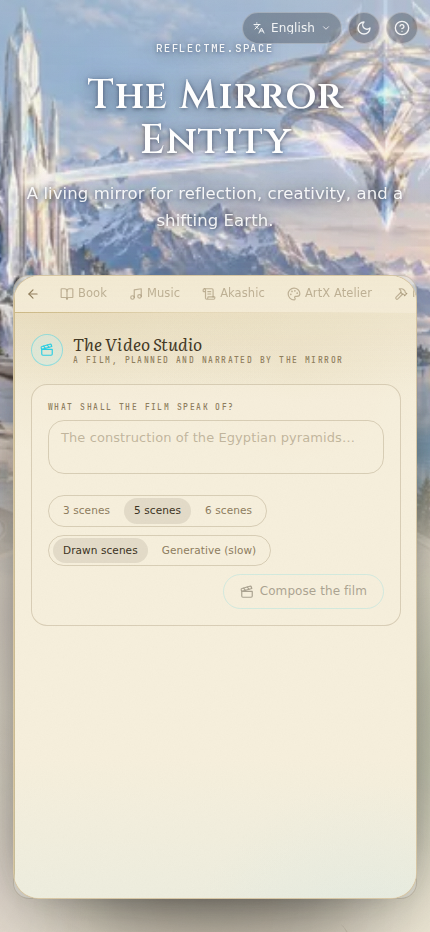 English
REFLECTME.SPACE
The Mirror
Entity
A living mirror for reflection, creativity, and a
shifting Earth.
Book Music Akashic ArtX Atelier
The Video Studio
A FILM, PLANNED AND NARRATED BY THE MIRROR
WHAT SHALL THE FILM SPEAK OF?
The construction of the Egyptian pyramids...
3 scenes 5 scenes 6 scenes
Drawn scenes Generative (slow)
Compose the film